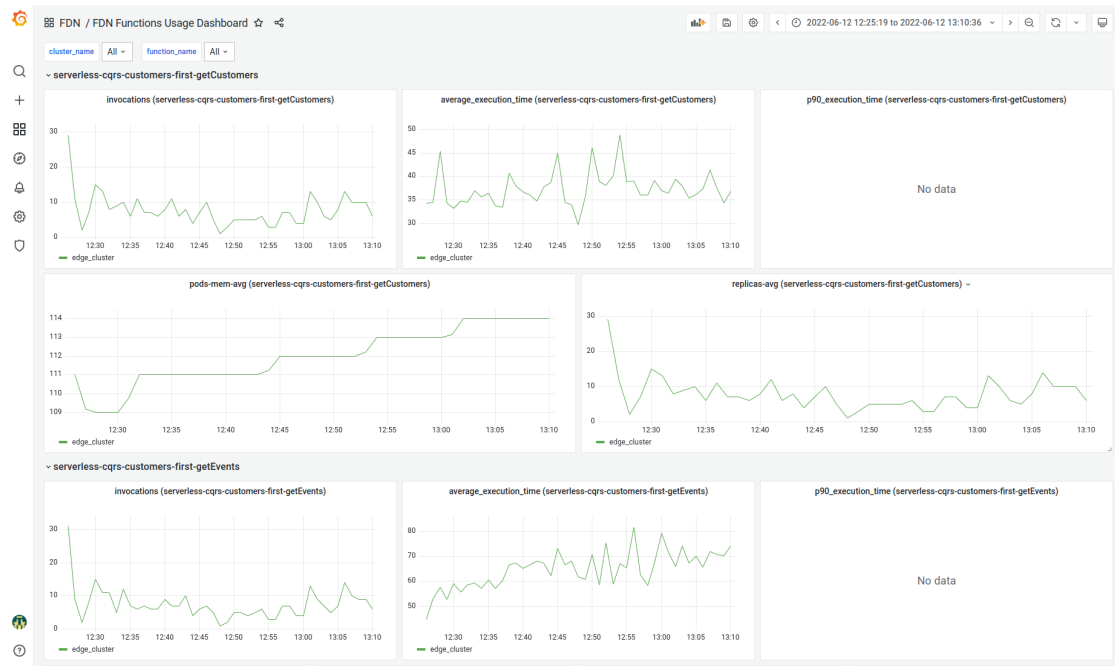 FDN / FDN Functions Usage Dashboard
2022-06-12 12:25:19 to 2022-06-12 13:10:36
cluster_name All function_name All
serverless-cqrs-customers-first-getCustomers
invocations (serverless-cqrs-customers-first-getCustomers)
30
20
10
0
12:30 12:35 12:40 12:45 12:50 12:55 13:00 13:05 13:10
edge_cluster
average_execution_time (serverless-cqrs-customers-first-getCustomers)
50
45
40
35
30
12:30 12:35 12:40 12:45 12:50 12:55 13:00 13:05 13:10
edge_cluster
p90_execution_time (serverless-cqrs-customers-first-getCustomers)
No data
pods-mem-avg (serverless-cqrs-customers-first-getCustomers)
114
113
112
111
110
109
12:30 12:35 12:40 12:45 12:50 12:55 13:00 13:05 13:10
edge_cluster
replicas-avg (serverless-cqrs-customers-first-getCustomers)
30
20
10
0
12:30 12:35 12:40 12:45 12:50 12:55 13:00 13:05 13:10
edge_cluster
serverless-cqrs-customers-first-getEvents
invocations (serverless-cqrs-customers-first-getEvents)
30
20
10
0
12:30 12:35 12:40 12:45 12:50 12:55 13:00 13:05 13:10
edge_cluster
average_execution_time (serverless-cqrs-customers-first-getEvents)
80
70
60
50
12:30 12:35 12:40 12:45 12:50 12:55 13:00 13:05 13:10
edge_cluster
p90_execution_time (serverless-cqrs-customers-first-getEvents)
No data